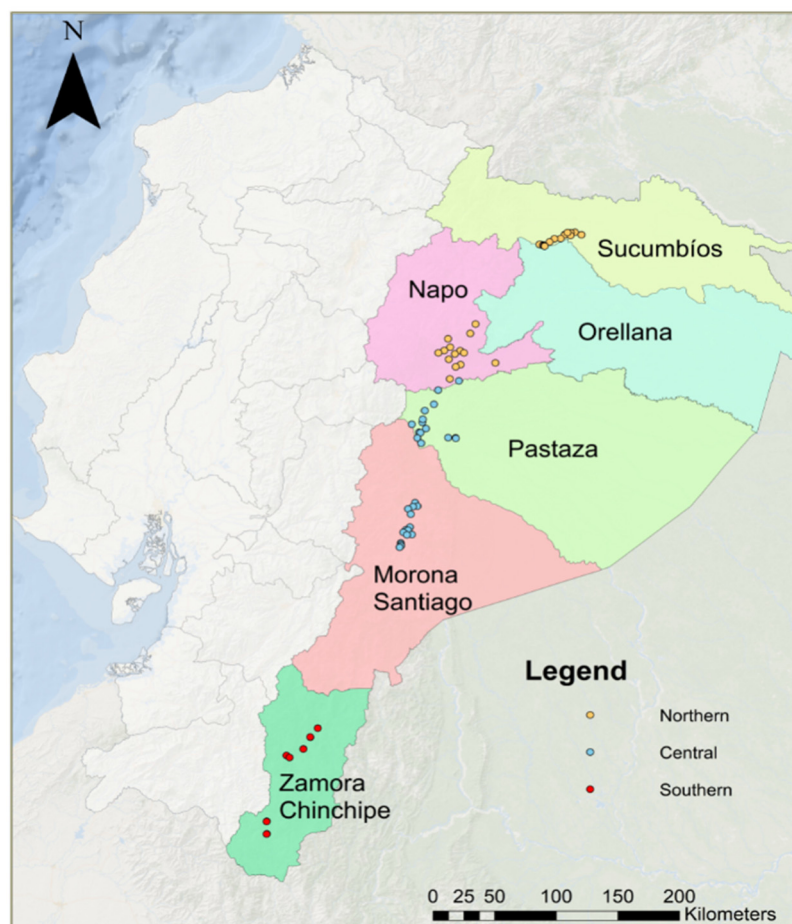 N
Sucumbíos
Napo
Orellana
Pastaza
Morona
Santiago
Legend
Northern
Zamora
Chinchipe
Central
Southern
0 25 50 100 150 200
Kilometers